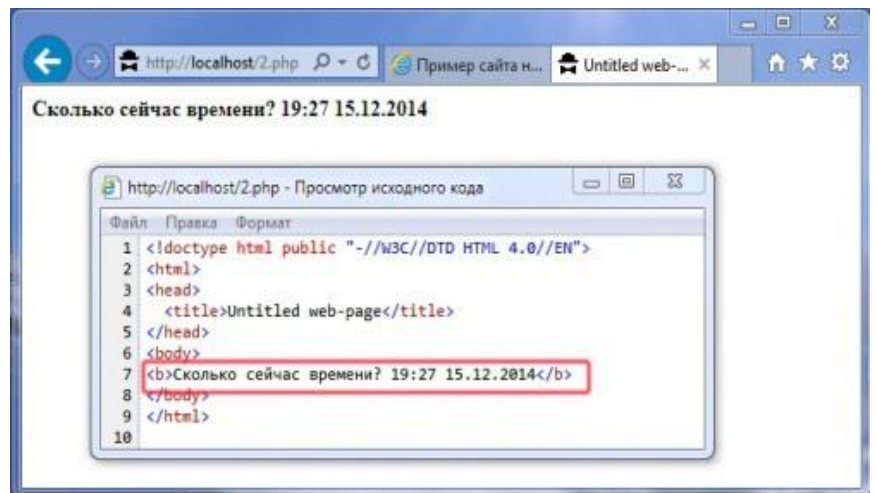 http://localhost/2.php
Пример сайта н...
Untitled web-...
Сколько сейчас времени? 19:27 15.12.2014
http://localhost/2.php - Просмотр исходного кода
Файл Правка Формат
1 <!doctype html public "-//W3C//DTD HTML 4.0//EN">
2 <html>
3 <head>
4 <title>Untitled web-page</title>
5 </head>
6 <body>
7 <b>Сколько сейчас времени? 19:27 15.12.2014</b>
8 </body>
9 </html>
10